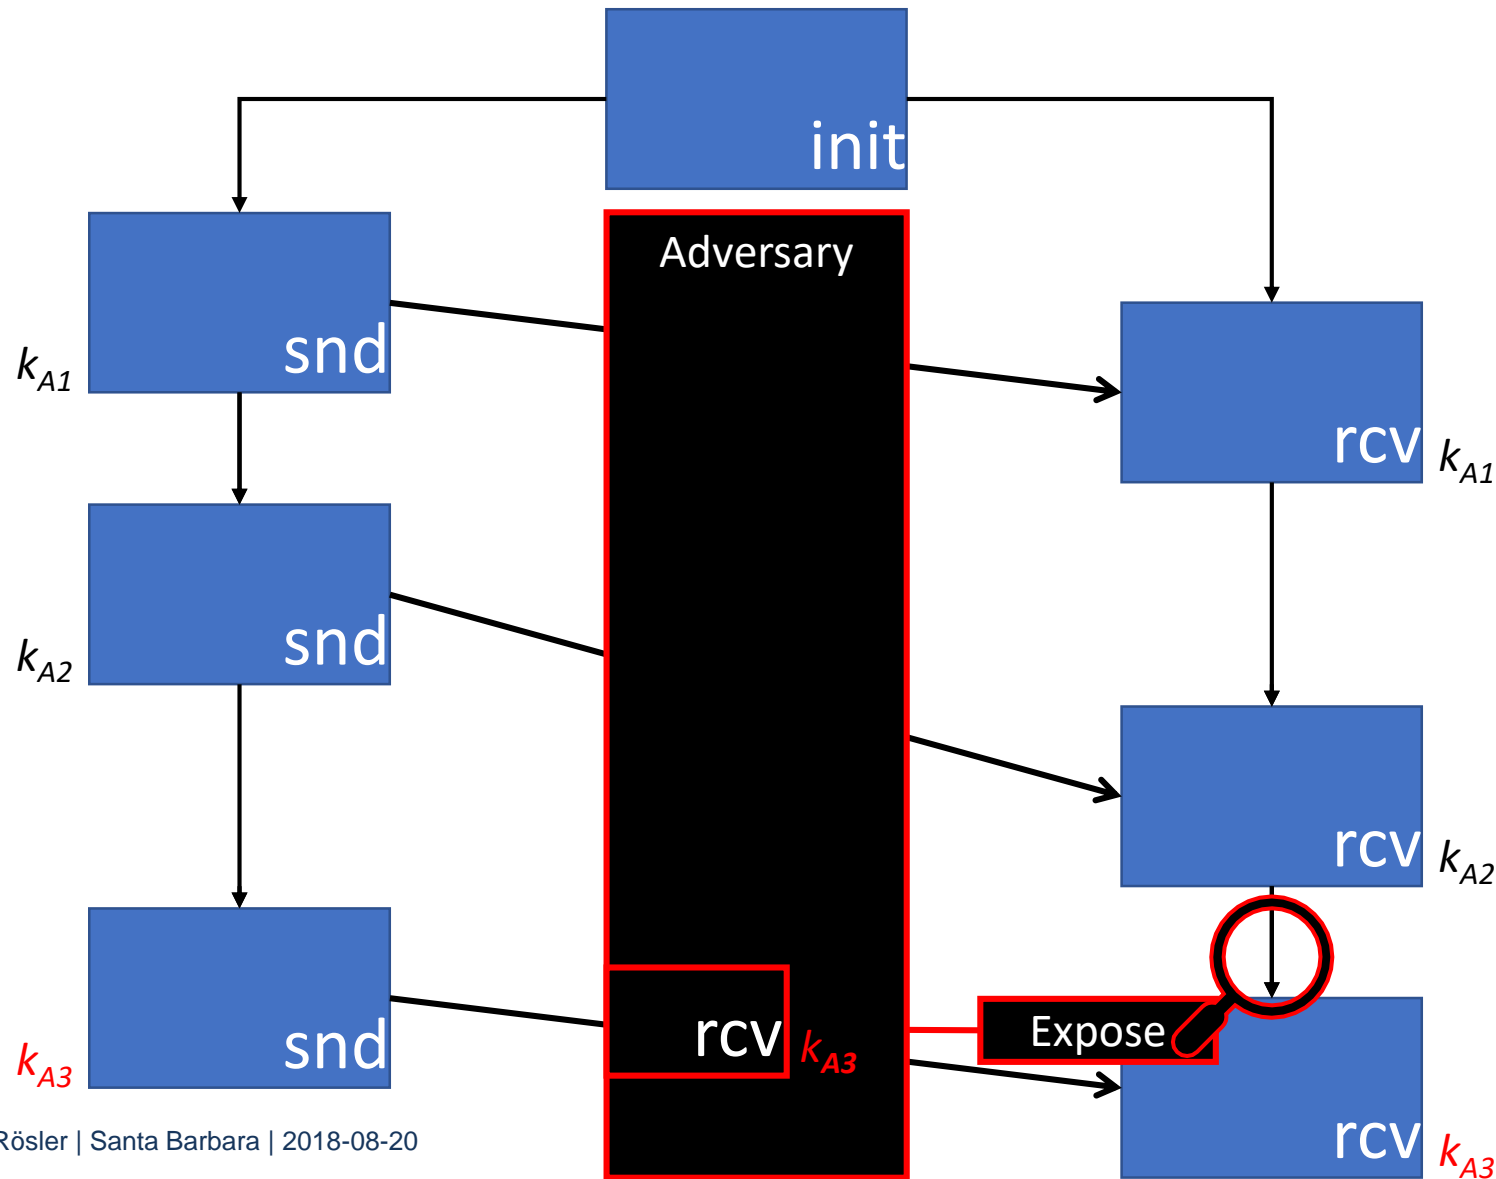 init
Adversary
snd
k_A1
rcv
k_A1
snd
k_A2
rcv
k_A2
snd
k_A3
rcv
k_A3
Expose
rcv
k_A3
Rösler | Santa Barbara | 2018-08-20